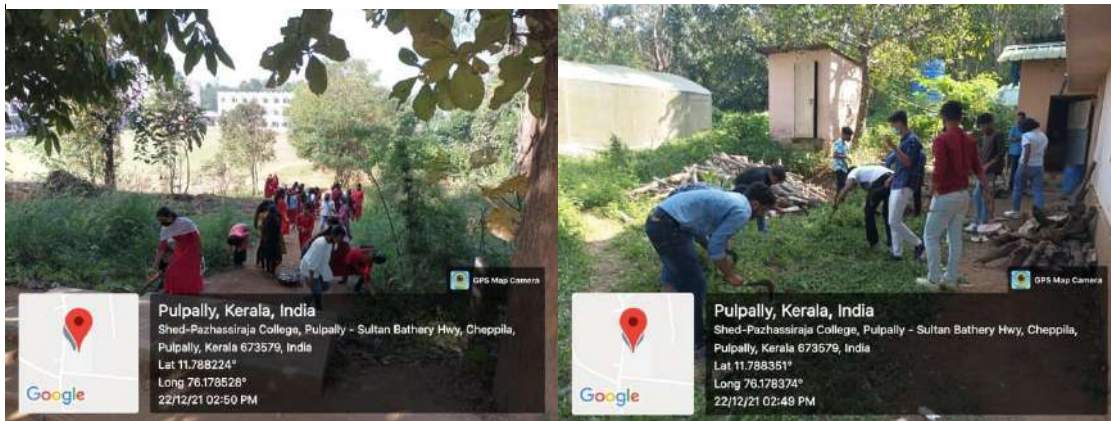 GPS Map Camera
Pulpally, Kerala, India
Shed-Pazhassiraja College, Pulpally - Sultan Bathery Hwy, Cheppila,
Pulpally, Kerala 673579, India
Lat 11.788224°
Long 76.178528°
22/12/21 02:50 PM
Google
GPS Map Camera
Pulpally, Kerala, India
Shed-Pazhassiraja College, Pulpally - Sultan Bathery Hwy, Cheppila,
Pulpally, Kerala 673579, India
Lat 11.788351°
Long 76.178374°
22/12/21 02:49 PM
Google